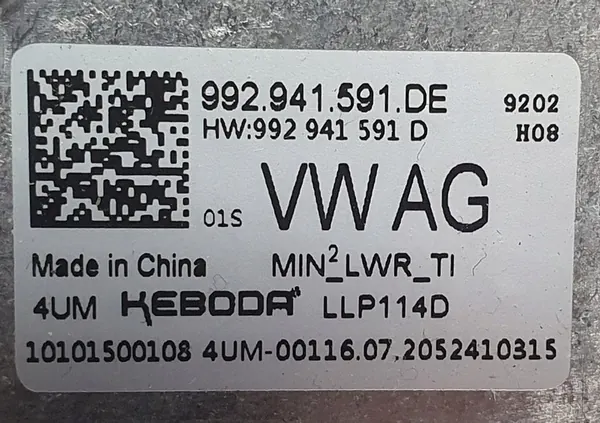 992.941.591.DE 9202
HW:992 941 591 D H08
01S VW AG
Made in China MIN²_LWR_TI
4UM KEBODA LLP114D
10101500108 4UM-00116.07.2052410315